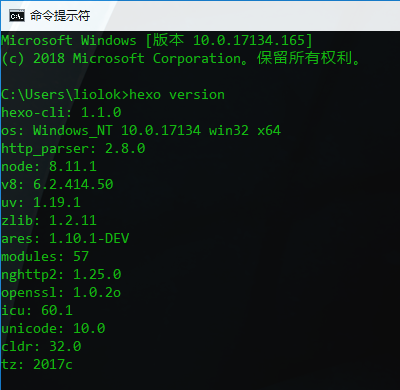 命令提示符
Microsoft Windows [版本 10.0.17134.165]
(c) 2018 Microsoft Corporation。保留所有权利。
C:\Users\liolok>hexo version
hexo-cli: 1.1.0
os: Windows_NT 10.0.17134 win32 x64
http_parser: 2.8.0
node: 8.11.1
v8: 6.2.414.50
uv: 1.19.1
zlib: 1.2.11
ares: 1.10.1-DEV
modules: 57
nghttp2: 1.25.0
openssl: 1.0.2o
icu: 60.1
unicode: 10.0
cldr: 32.0
tz: 2017c